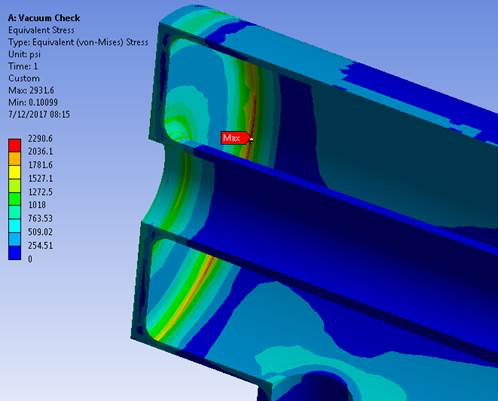 A: Vacuum Check
Equivalent Stress
Type: Equivalent (von-Mises) Stress
Unit: psi
Time: 1
Custom
Max: 2931.6
Min: 0.10099
7/12/2017 08:15
2290.6
2036.1
1781.6
1527.1
1272.5
1018
763.53
509.02
254.51
0
Max